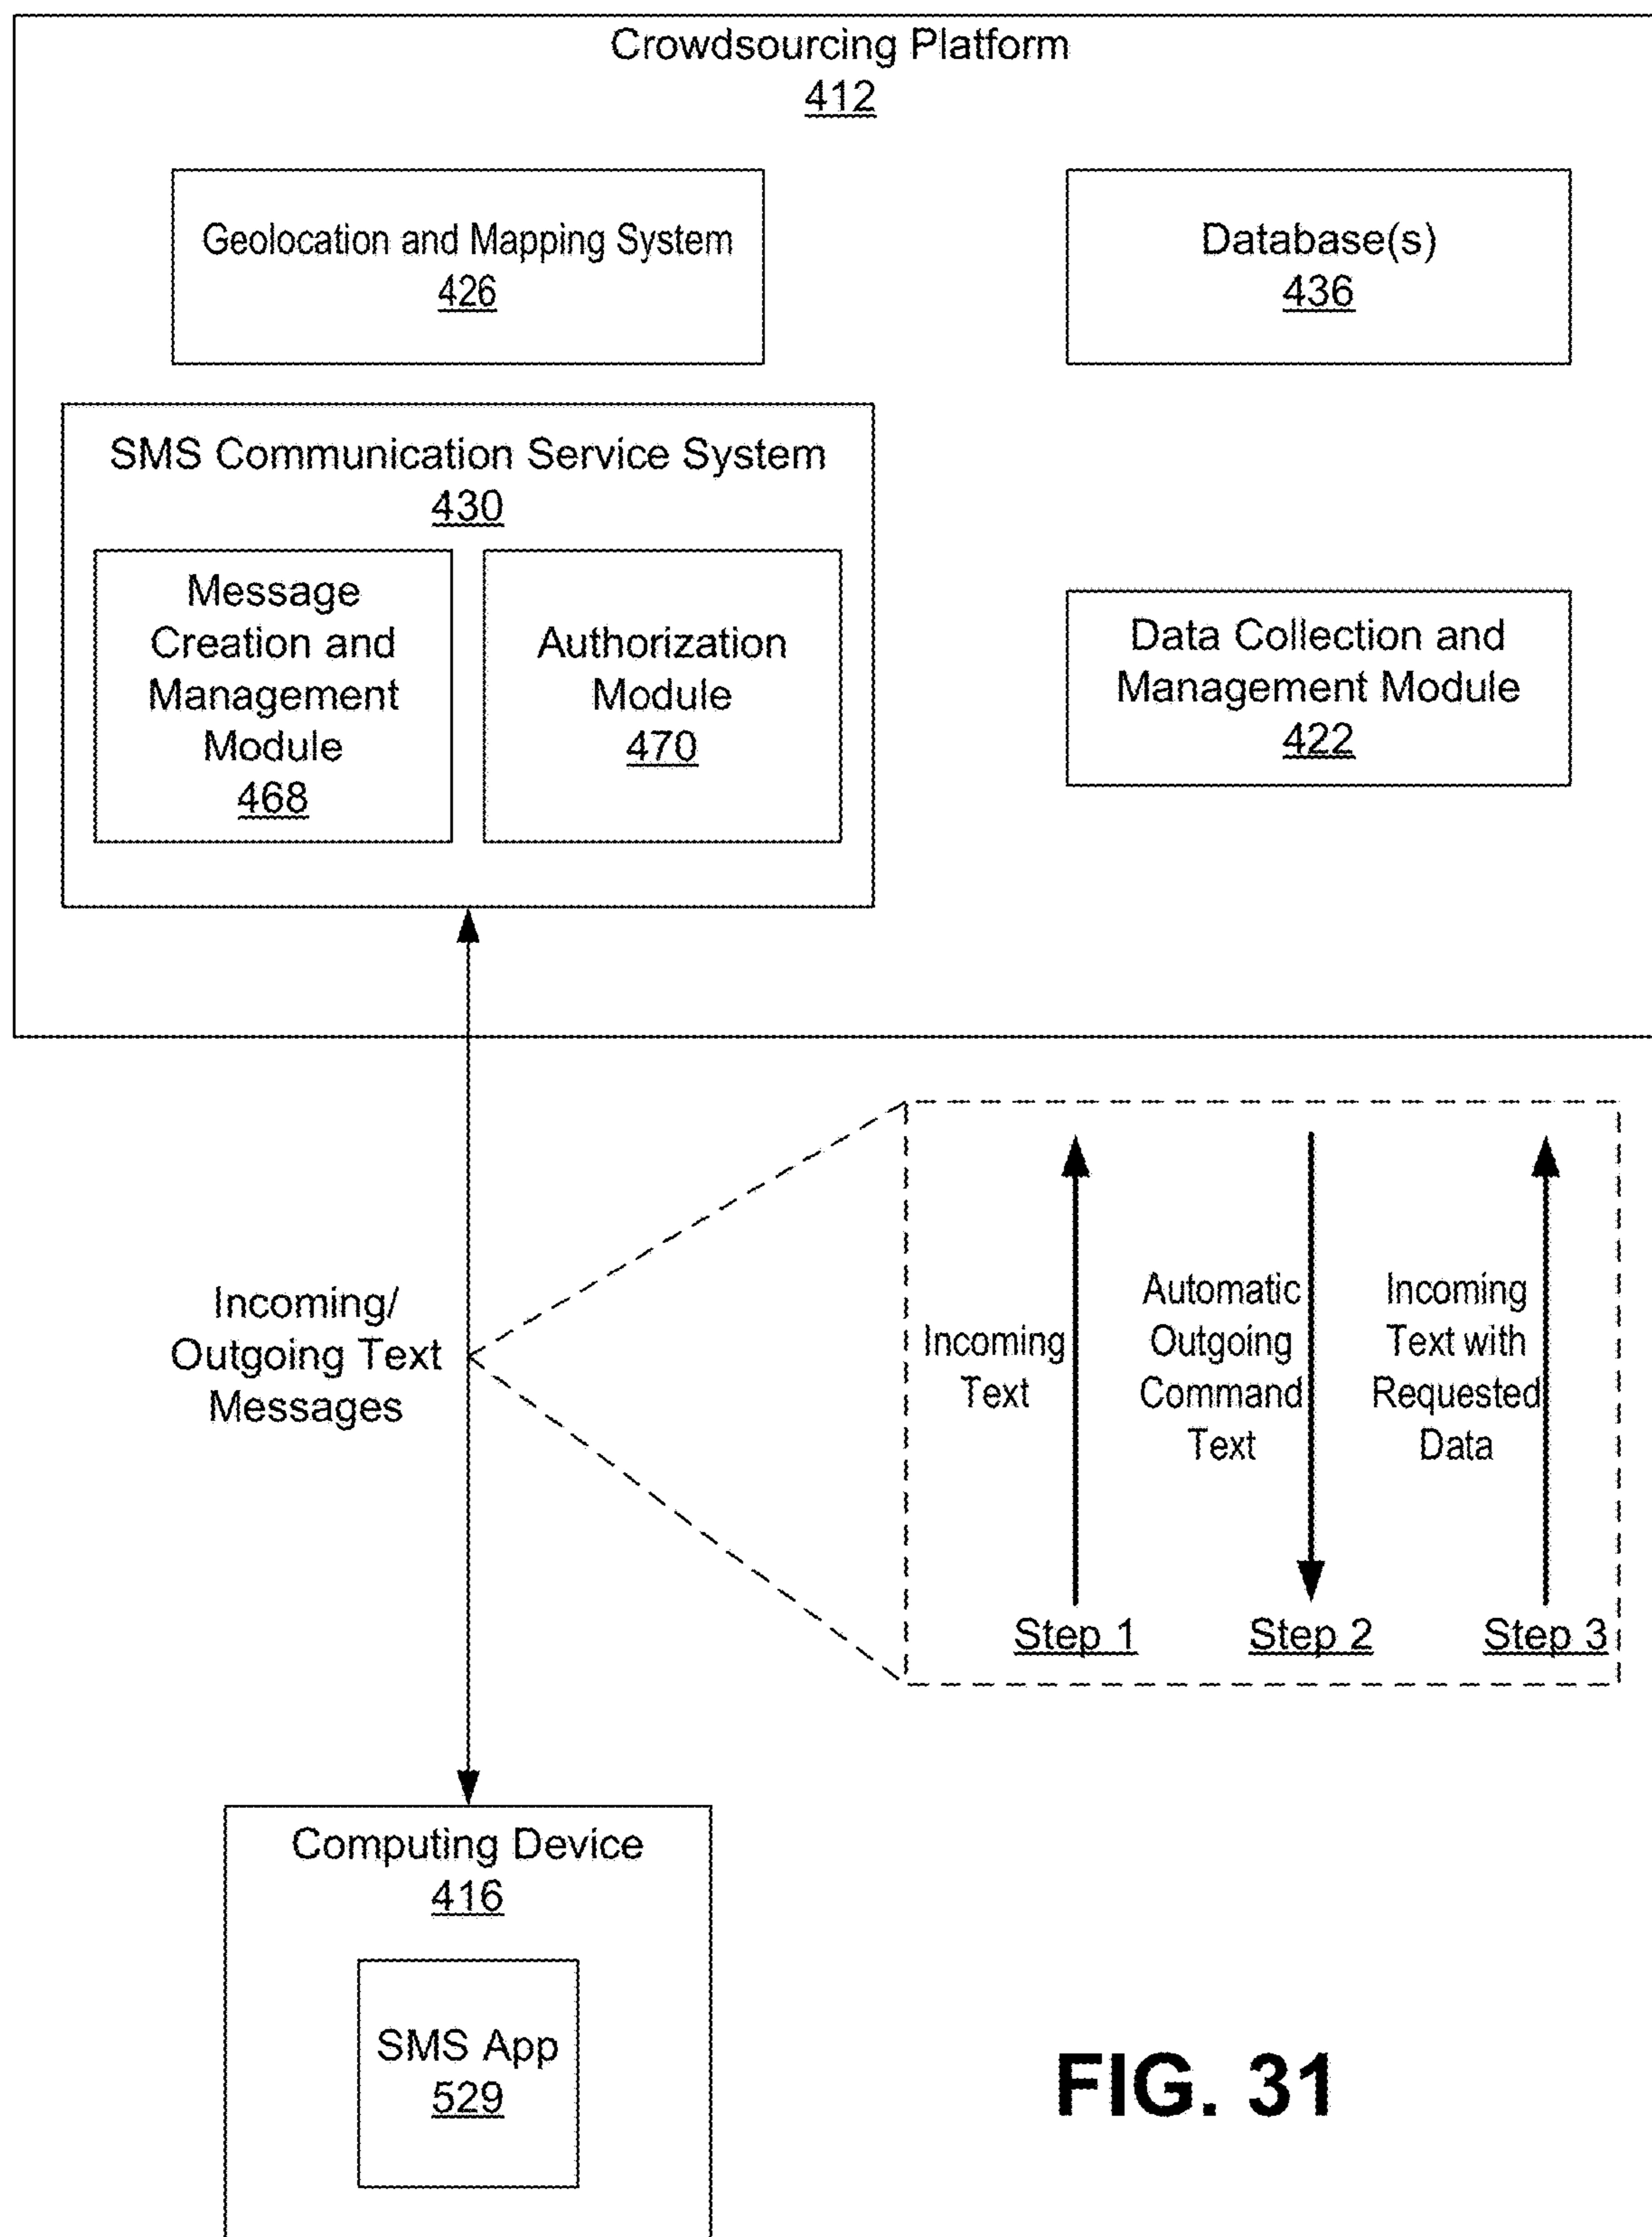 Crowdsourcing Platform
412
Geolocation and Mapping System
426
Database(s)
436
SMS Communication Service System
430
Message
Creation and
Management
Module
468
Authorization
Module
470
Data Collection and
Management Module
422
Incoming/
Outgoing Text
Messages
Incoming
Text
Automatic
Outgoing
Command
Text
Incoming
Text with
Requested
Data
Step 1
Step 2
Step 3
Computing Device
416
SMS App
529
FIG. 31